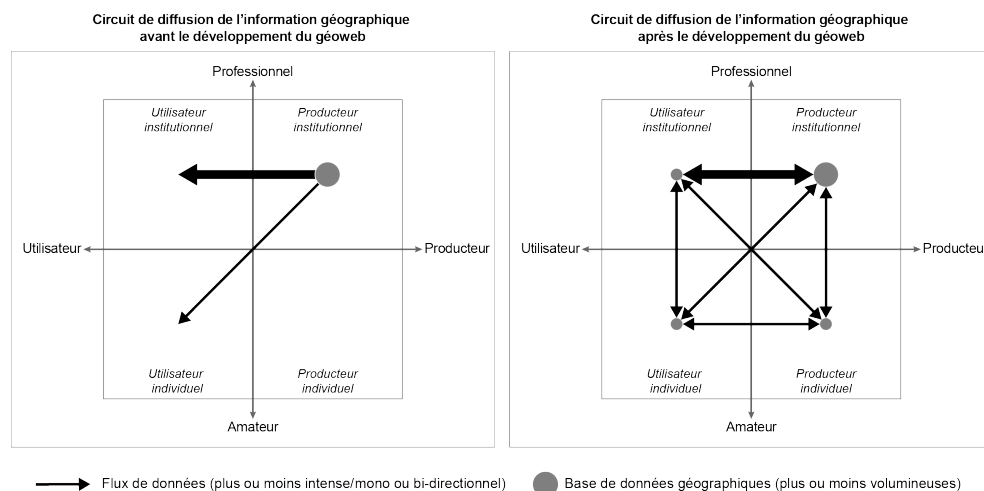 Circuit de diffusion de l'information géographique
avant le développement du géoweb
Professionnel
Utilisateur
institutionnel
Producteur
institutionnel
Utilisateur
Producteur
Utilisateur
individuel
Producteur
individuel
Amateur
Circuit de diffusion de l'information géographique
après le développement du géoweb
Professionnel
Utilisateur
institutionnel
Producteur
institutionnel
Utilisateur
Producteu
Utilisateur
individuel
Producteur
individuel
Amateur
Flux de données (plus ou moins intense/mono ou bi-directionnel)
Base de données géographiques (plus ou moins volumineuses)